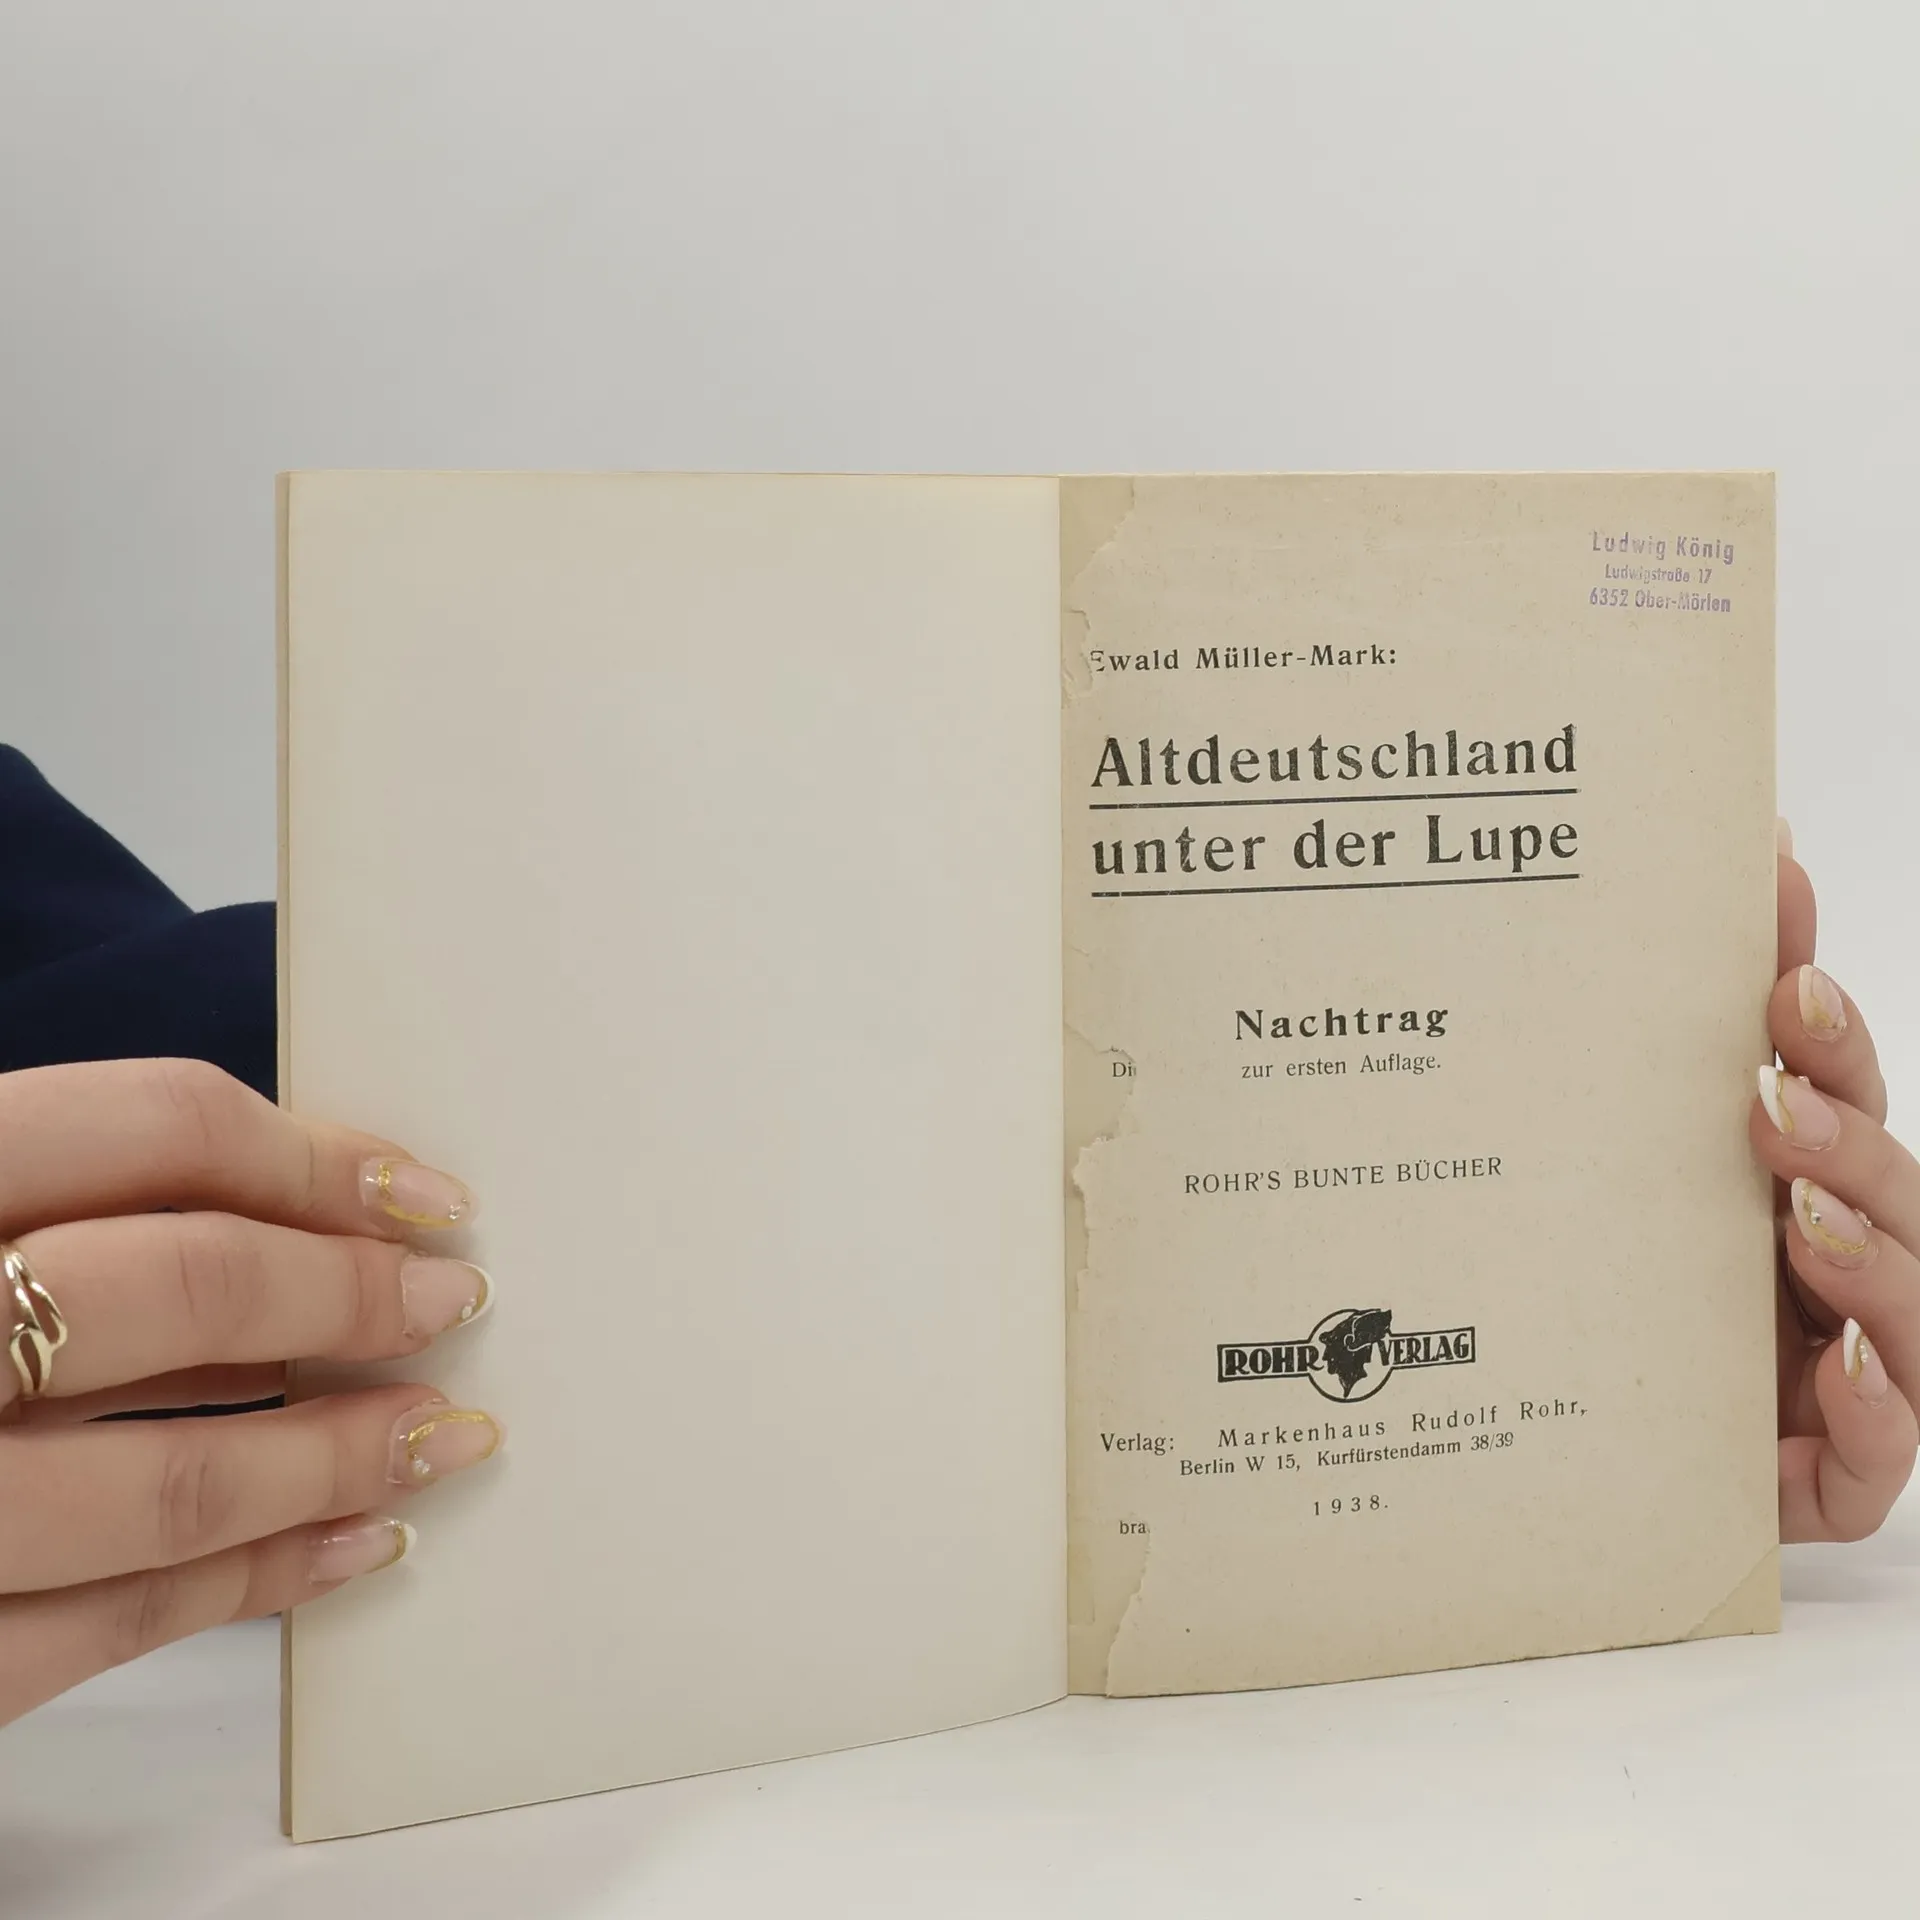 Ludwig König
Ludwigstraße 17
6352 Ober-Mörlen
Ewald Müller-Mark:
Altdeutschland
unter der Lupe
Nachtrag
Di
zur ersten Auflage.
ROHR'S BUNTE BÜCHER
ROHR VERLAG
Verlag: Markenhaus Rudolf Rohr,
Berlin W 15, Kurfürstendamm 38/39
1938.
bra